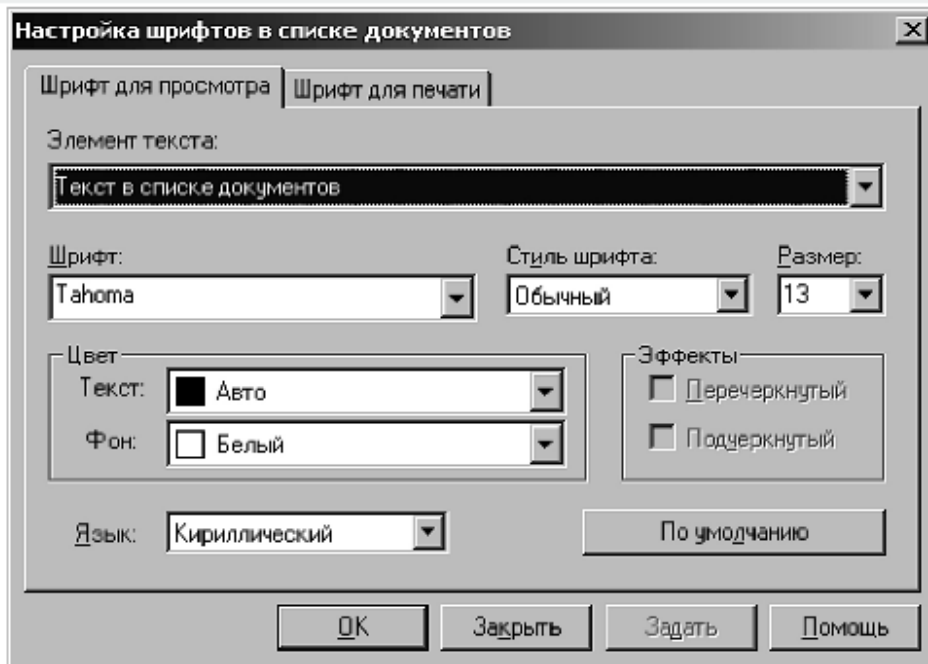 Настройка шрифтов в списке документов
Шрифт для просмотра Шрифт для печати
Элемент текста:
Текст в списке документов
Шрифт: Стиль шрифта: Размер:
Tahoma Обычный 13
Цвет Эффекты
Текст: Авто Перечеркнутый
Фон: Белый Подчеркнутый
Язык: Кириллический По умолчанию
OK Закрыть Задать Помощь